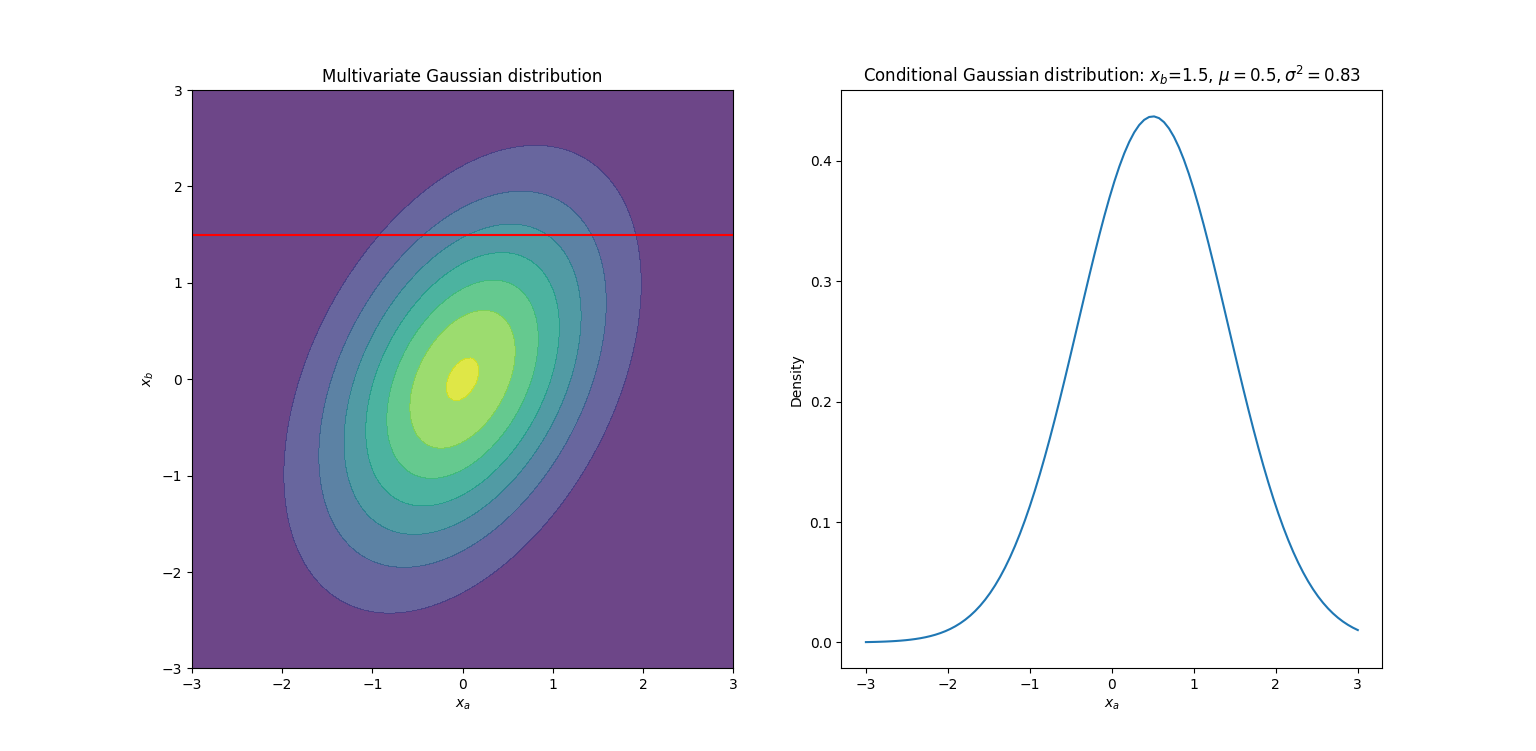 Multivariate Gaussian distribution
3
2
1
0
−1
−2
−3
x_b
−3 −2 −1 0 1 2 3
x_a
Conditional Gaussian distribution: x_b=1.5, μ = 0.5, σ² = 0.83
0.4
0.3
0.2
0.1
0.0
Density
−3 −2 −1 0 1 2 3
x_a